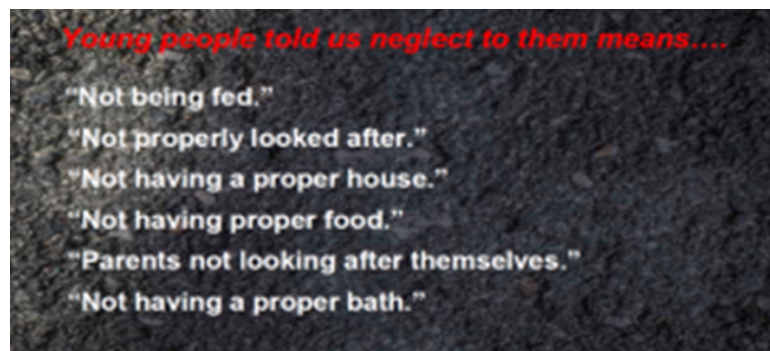 Young people told us neglect to them means....
“Not being fed.”
“Not properly looked after.”
“Not having a proper house.”
“Not having proper food.”
“Parents not looking after themselves.”
“Not having a proper bath.”